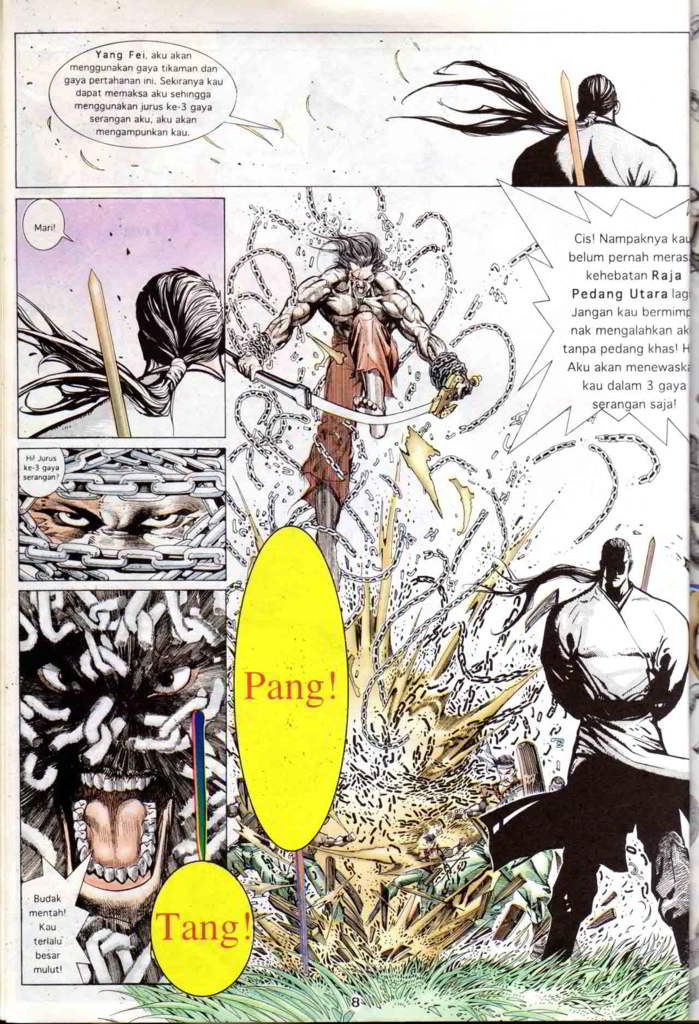 Yang Fei, aku akan
menggunakan gaya tikaman dan
gaya pertahanan ini. Sekiranya kau
dapat memaksa aku sehingga
menggunakan jurus ke-3 gaya
serangan aku, aku akan
mengampunkan kau.
Mari!
Cis! Nampaknya kau
belum pernah meras
kehebatan Raja
Pedang Utara lag
Jangan kau bermimp
nak mengalahkan ak
tanpa pedang khas! H
Aku akan menewask
kau dalam 3 gaya
serangan saja!
Hi! Jurus
ke-3 gaya
serangan?
Pang!
Budak
mentah!
Kau
terlalu
besar
mulut!
Tang!
8